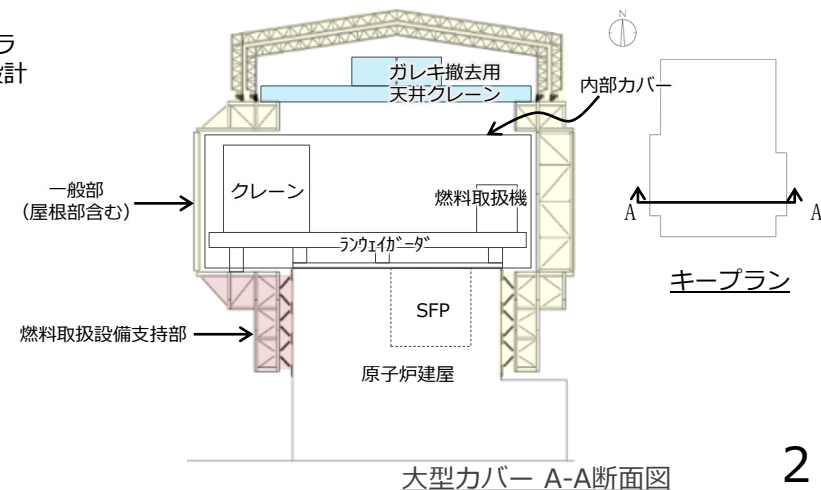 ラ
設計
N
ガレキ撤去用
天井クレーン
内部カバー
一般部
(屋根部含む)
クレーン
燃料取扱機
ランウェイガーダ
A
A
キープラン
SFP
燃料取扱設備支持部
原子炉建屋
大型カバー A-A断面図
2